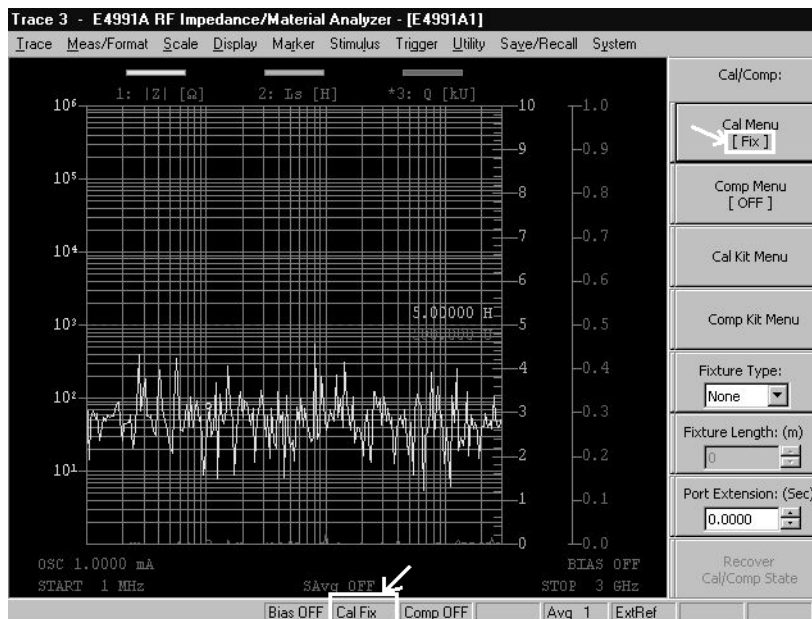 Trace 3 - E4991A RF Impedance/Material Analyzer - [E4991A1]
Trace Meas/Format Scale Display Marker Stimulus Trigger Utility Save/Recall System
1: |Z| [Ω] 2: Ls [H] *3: Q [kU]
10⁶ 10 1.0
9 0.9
10⁵ 8 0.8
7 0.7
10⁴ 6 0.6
5.00000 H
10³ 5 0.5
4 0.4
10² 3 0.3
2 0.2
10¹ 1 0.1
0 0.0
OSC 1.0000 mA BIAS OFF
START 1 MHz SAvg OFF STOP 3 GHz
Cal/Comp:
Cal Menu
[ Fix ]
Comp Menu
[ OFF ]
Cal Kit Menu
Comp Kit Menu
Fixture Type:
None
Fixture Length: (m)
0
Port Extension: (Sec)
0.0000
Recover
Cal/Comp State
Bias OFF Cal Fix Comp OFF Avg 1 ExtRef